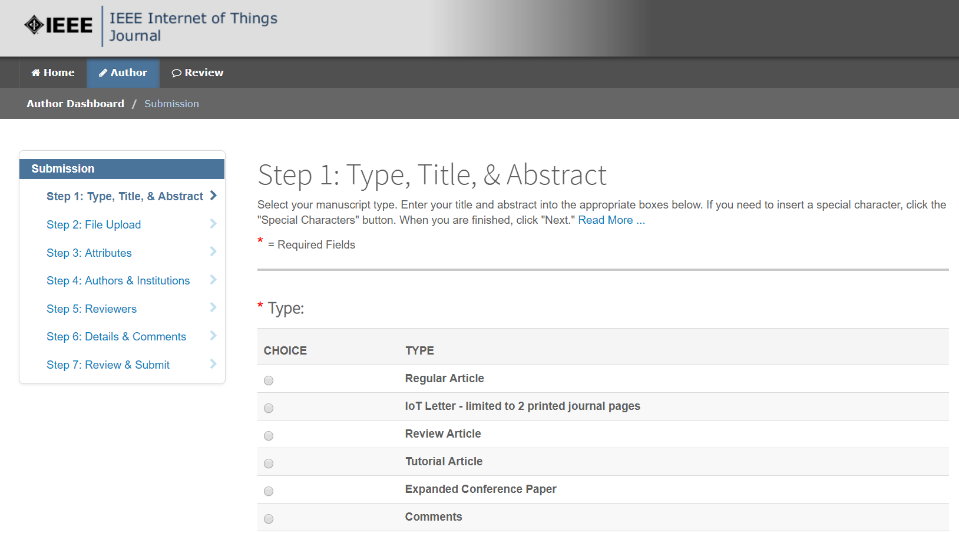 IEEE
IEEE Internet of Things
Journal
Home
Author
Review
Author Dashboard / Submission
Submission
Step 1: Type, Title, & Abstract
Step 2: File Upload
Step 3: Attributes
Step 4: Authors & Institutions
Step 5: Reviewers
Step 6: Details & Comments
Step 7: Review & Submit
Step 1: Type, Title, & Abstract
Select your manuscript type. Enter your title and abstract into the appropriate boxes below. If you need to insert a special character, click the
"Special Characters" button. When you are finished, click "Next." Read More ...
* = Required Fields
* Type:
CHOICE TYPE
Regular Article
IoT Letter - limited to 2 printed journal pages
Review Article
Tutorial Article
Expanded Conference Paper
Comments